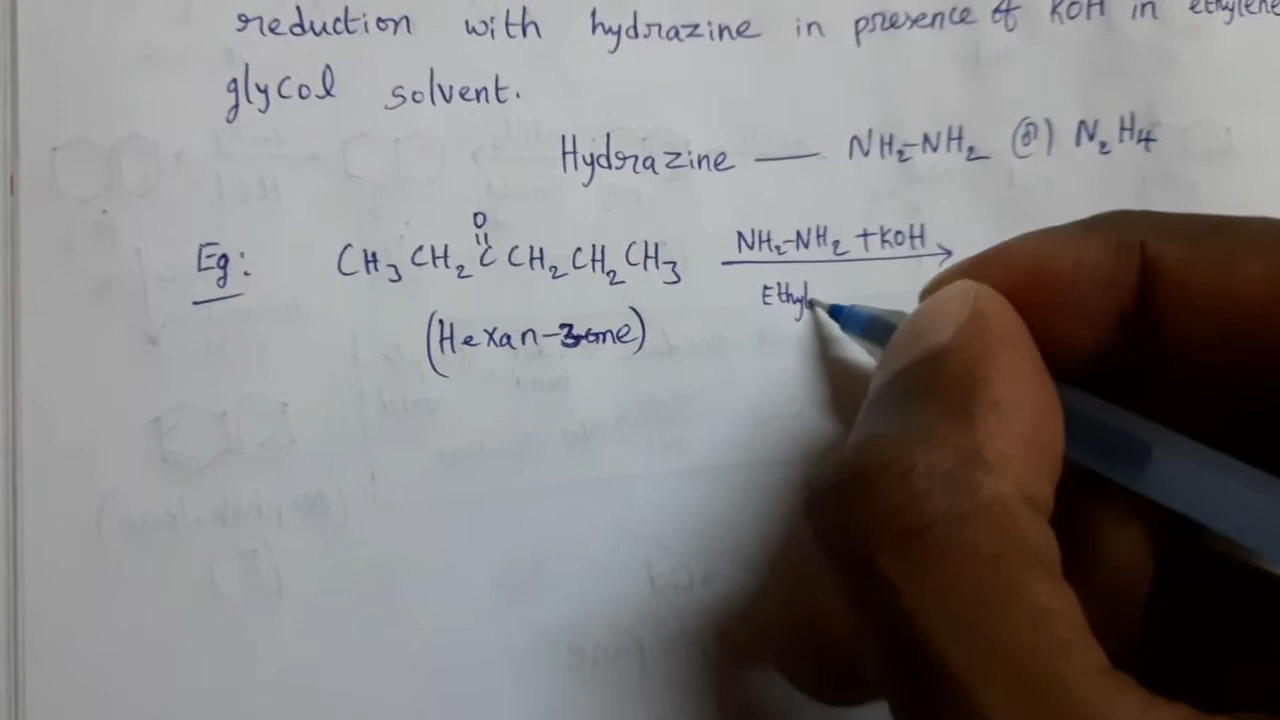 reduction with hydrazine in presence of KOH in ethylene
glycol solvent.
Hydrazine — NH₂-NH₂ (or) N₂H₄
O
Eg: CH₃CH₂CCH₂CH₂CH₃ NH₂-NH₂ + KOH
Ethyl
(Hexan-3-one)